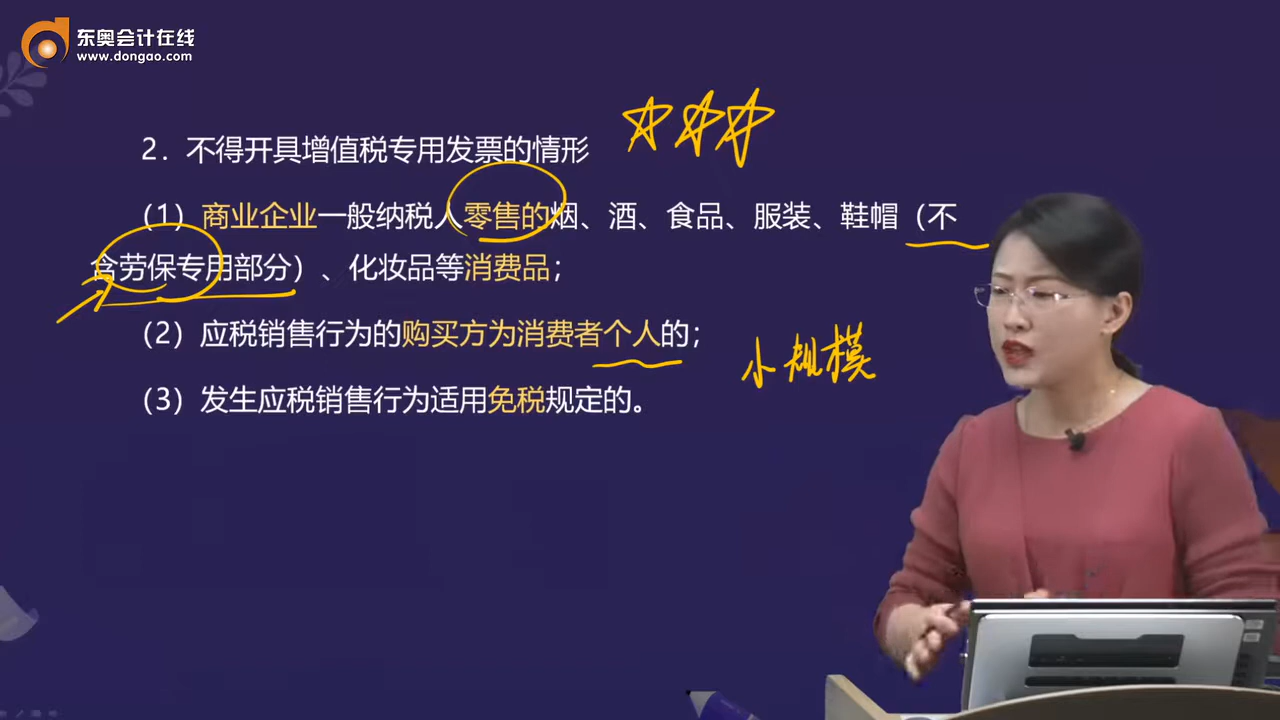 东奥会计在线
www.dongao.com
2. 不得开具增值税专用发票的情形
（1）商业企业一般纳税人零售的烟、酒、食品、服装、鞋帽（不
含劳保专用部分）、化妆品等消费品；
（2）应税销售行为的购买方为消费者个人的；
小规模
（3）发生应税销售行为适用免税规定的。